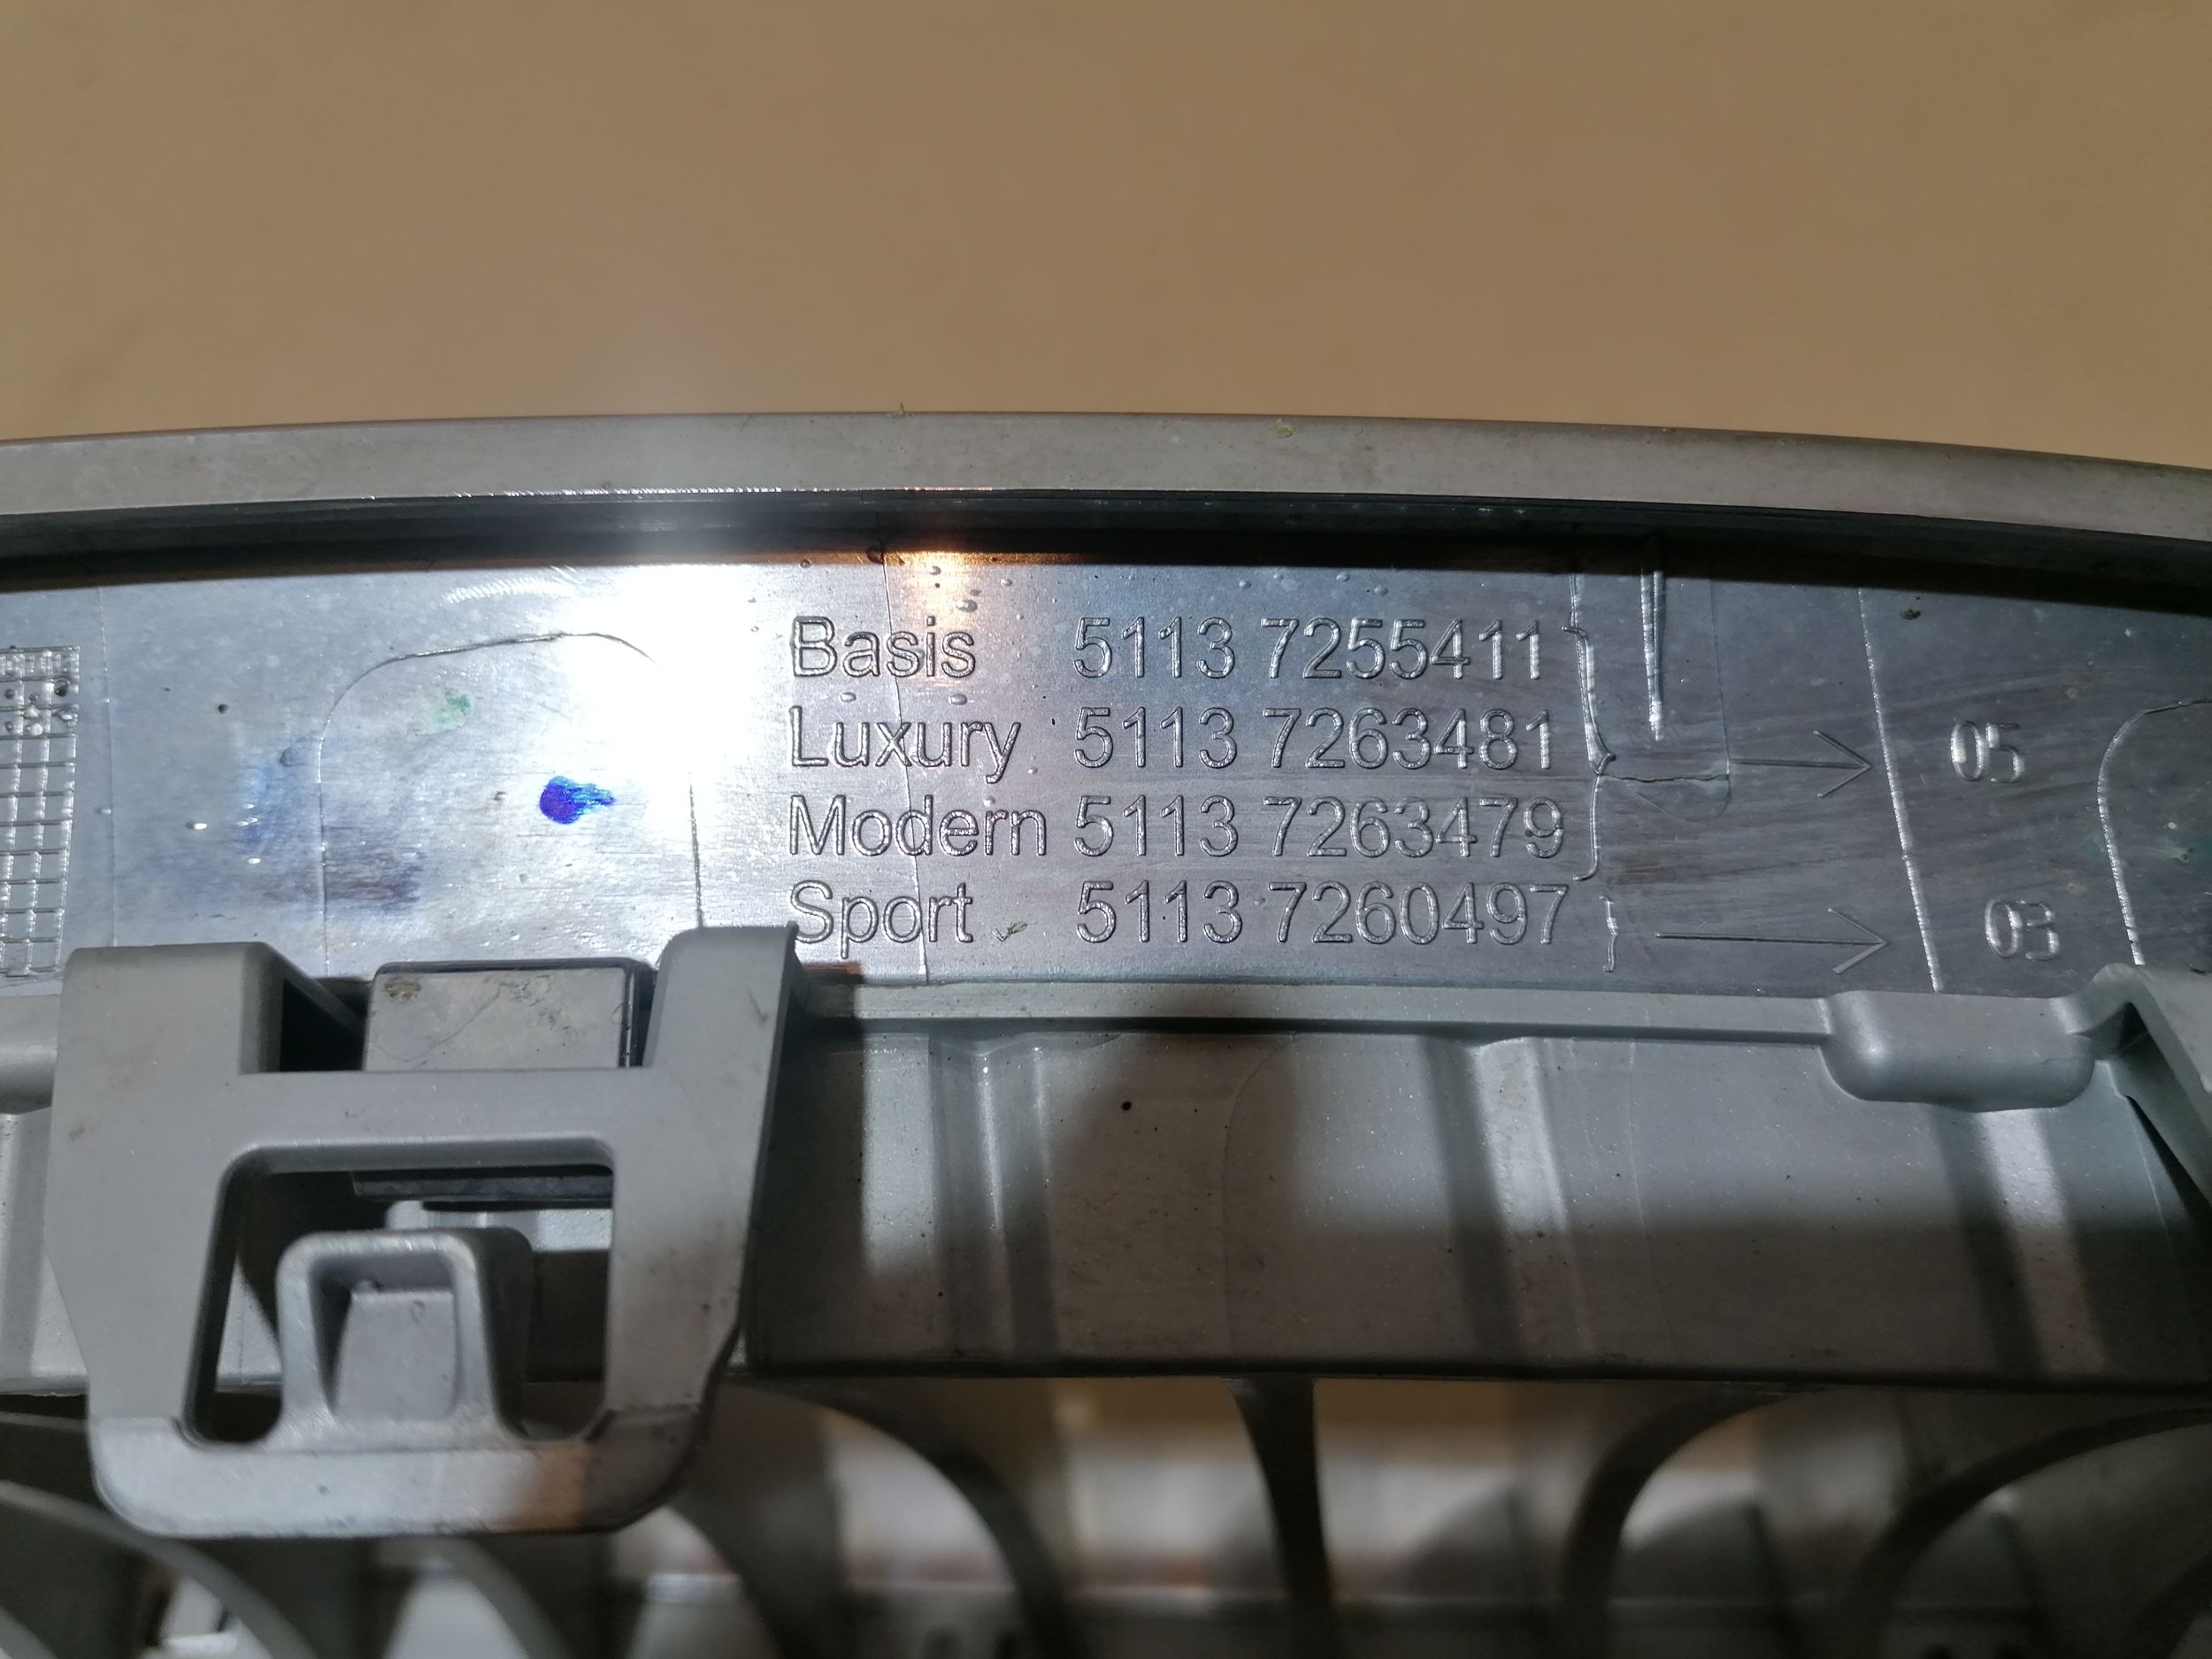 Basis 5113 7255411
Luxury 5113 7263481 05
Modern 5113 7263479
Sport 5113 7260497 03